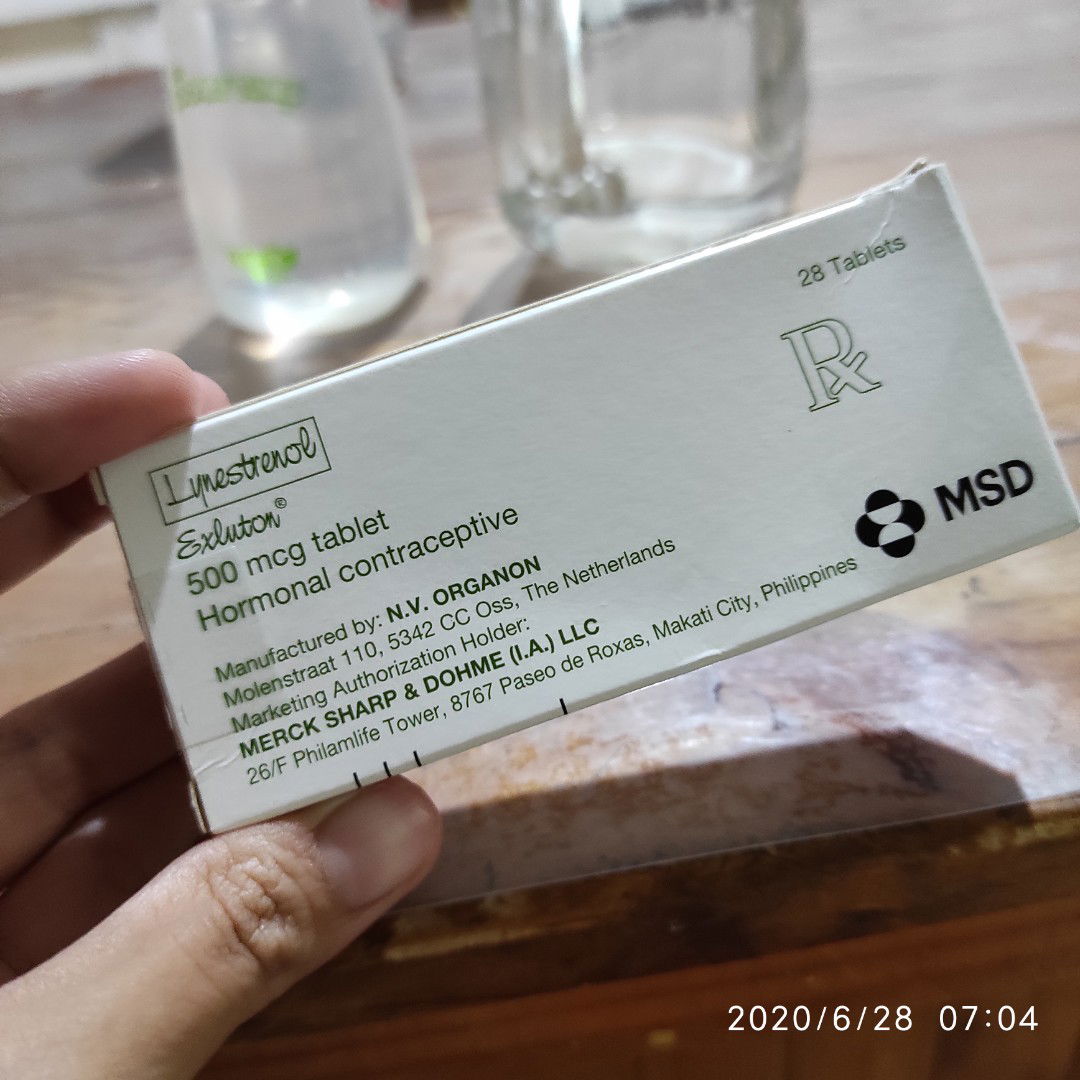 28 Tablets
Rx
Lynestrenol
Exluton®
500 mcg tablet
Hormonal contraceptive
Manufactured by: N.V. ORGANON
Molenstraat 110, 5342 CC Oss, The Netherlands
Marketing Authorization Holder:
MERCK SHARP & DOHME (I.A.) LLC
26/F Philamlife Tower, 8767 Paseo de Roxas, Makati City, Philippines
MSD
2020/6/28 07:04